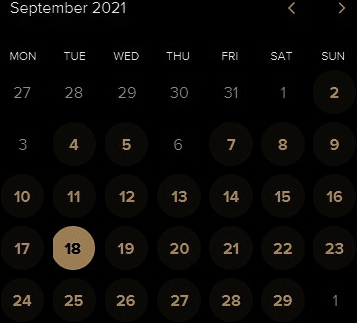 September 2021
MON TUE WED THU FRI SAT SUN
27 28 29 30 31 1 2
3 4 5 6 7 8 9
10 11 12 13 14 15 16
17 18 19 20 21 22 23
24 25 26 27 28 29 1